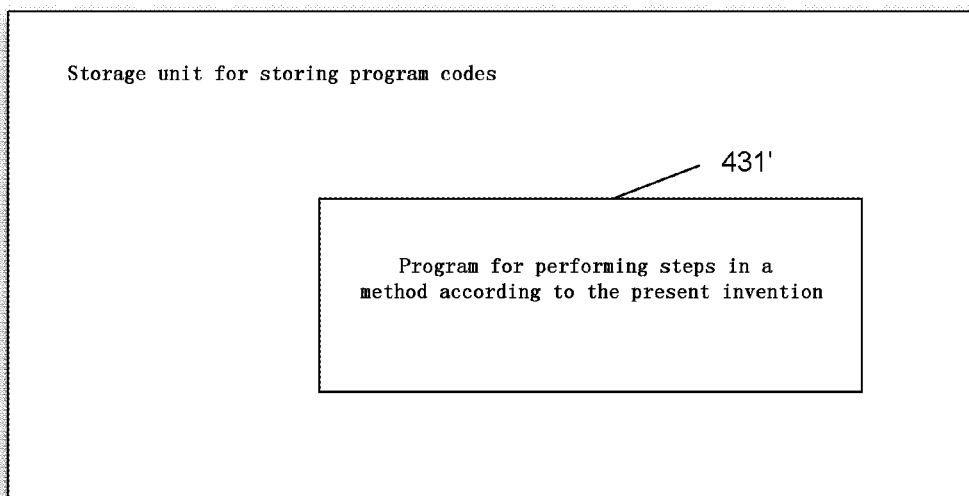 Storage unit for storing program codes
431'
Program for performing steps in a
method according to the present invention